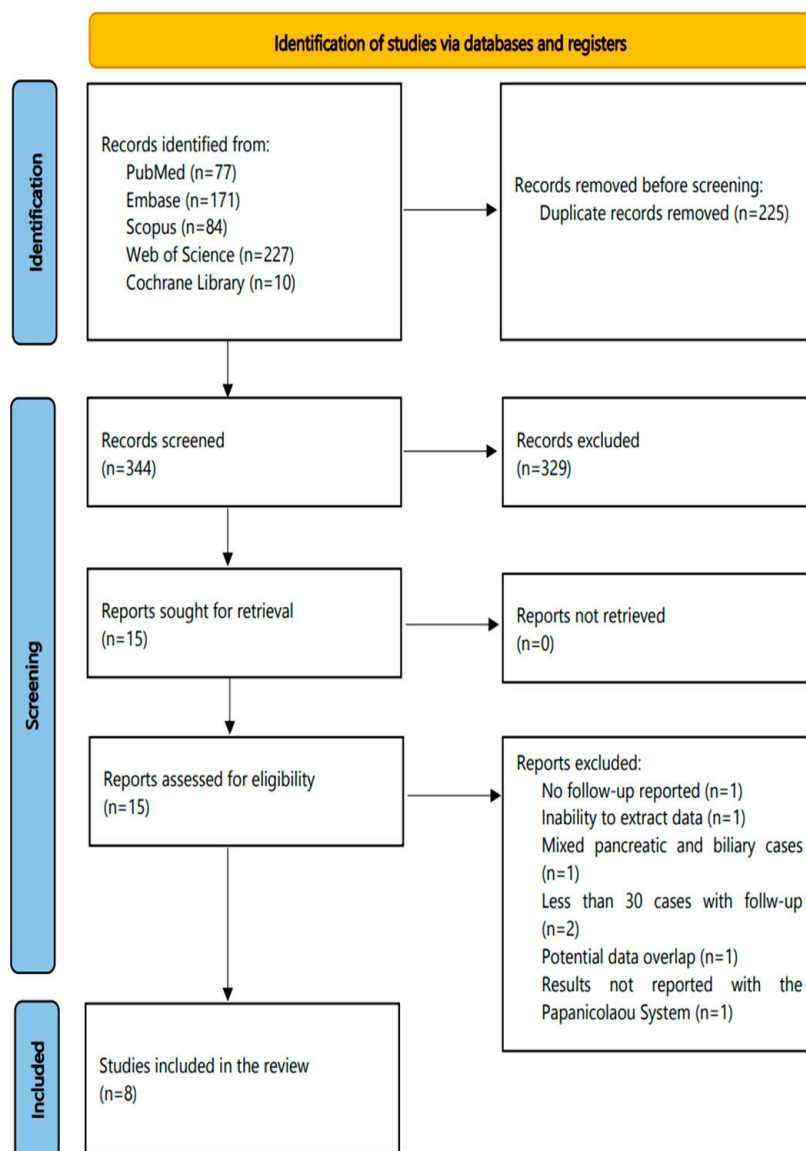 Identification of studies via databases and registers
Identification
Records identified from:
PubMed (n=77)
Embase (n=171)
Scopus (n=84)
Web of Science (n=227)
Cochrane Library (n=10)
Records removed before screening:
Duplicate records removed (n=225)
Screening
Records screened
(n=344)
Records excluded
(n=329)
Reports sought for retrieval
(n=15)
Reports not retrieved
(n=0)
Reports assessed for eligibility
(n=15)
Reports excluded:
No follow-up reported (n=1)
Inability to extract data (n=1)
Mixed pancreatic and biliary cases
(n=1)
Less than 30 cases with follw-up
(n=2)
Potential data overlap (n=1)
Results not reported with the
Papanicolaou System (n=1)
Included
Studies included in the review
(n=8)